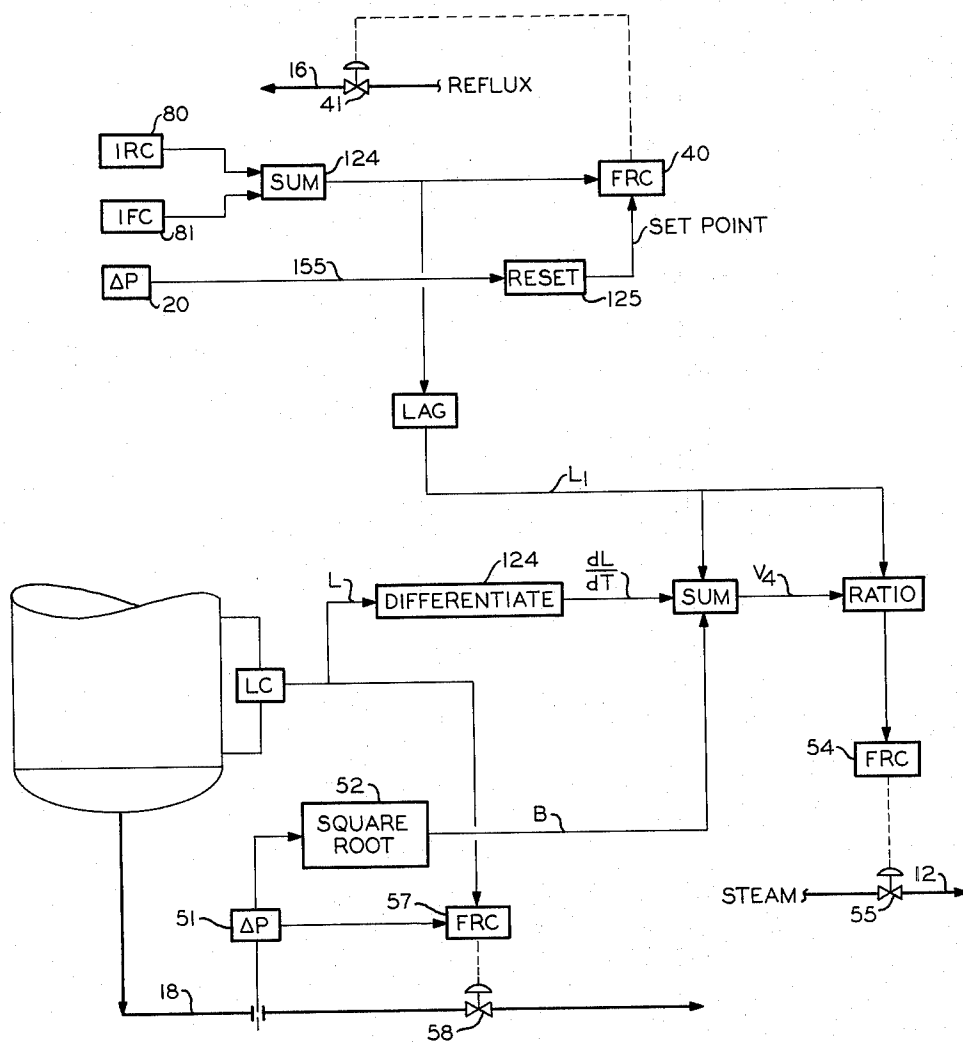 16
REFLUX
41
80
IRC
124
SUM
40
FRC
IFC
81
SET POINT
155
ΔP
20
RESET
125
LAG
L1
L
124
DIFFERENTIATE
dL
dT
SUM
V4
RATIO
LC
54
FRC
52
SQUARE
ROOT
B
STEAM
12
55
51
ΔP
57
FRC
18
58